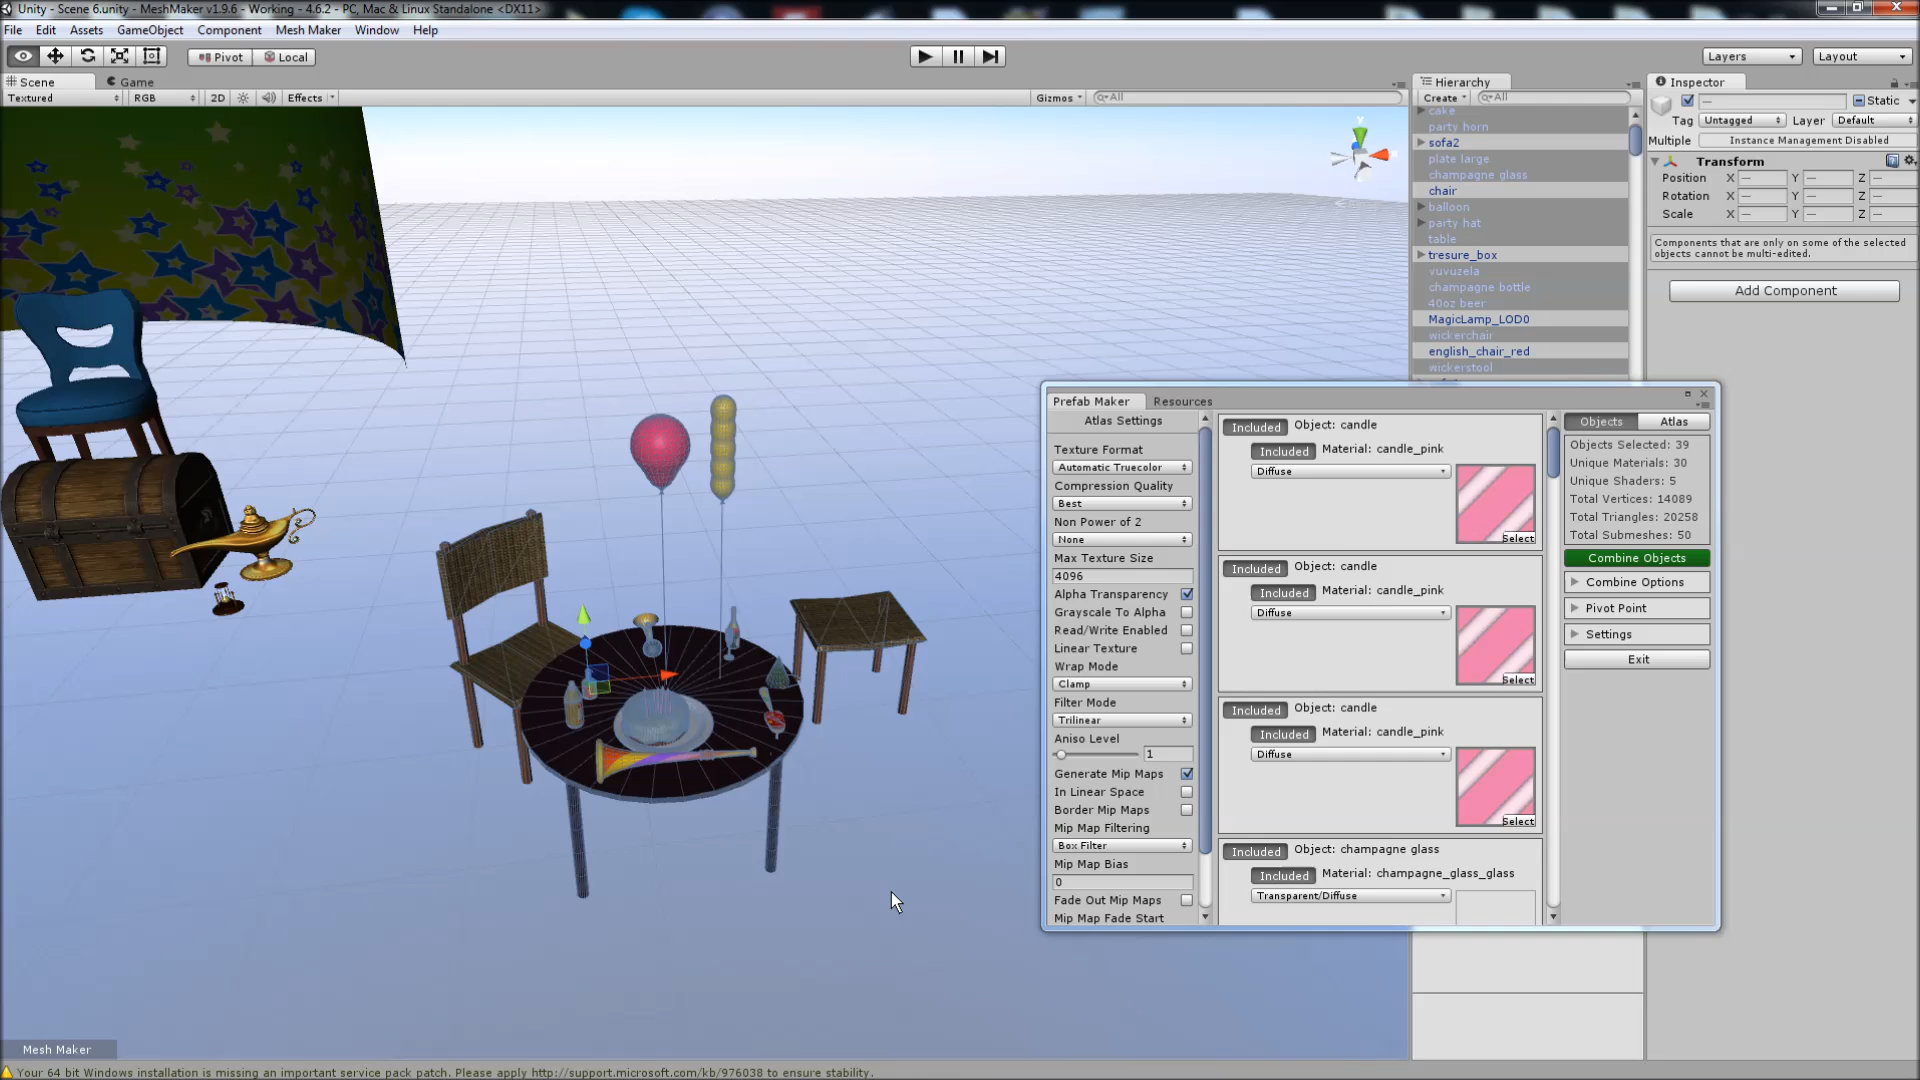 Unity - Scene 6.unity - MeshMaker v1.9.6 - Working - 4.6.2 - PC, Mac & Linux Standalone <DX11>
File Edit Assets GameObject Component Mesh Maker Window Help
Pivot Local
Layers Layout
Scene Game
Textured RGB 2D Effects Gizmos All
Hierarchy
Create All
cake
party horn
sofa2
plate large
champagne glass
chair
balloon
party hat
table
tresure_box
vuvuzela
champagne bottle
40oz beer
MagicLamp_LOD0
wickerchair
english_chair_red
wickerstool
Inspector
— Static
Tag Untagged Layer Default
Multiple Instance Management Disabled
Transform
Position X — Y — Z —
Rotation X — Y — Z —
Scale X — Y — Z —
Components that are only on some of the selected
objects cannot be multi-edited.
Add Component
y
Prefab Maker Resources
Atlas Settings
Texture Format
Automatic Truecolor
Compression Quality
Best
Non Power of 2
None
Max Texture Size
4096
Alpha Transparency
Grayscale To Alpha
Read/Write Enabled
Linear Texture
Wrap Mode
Clamp
Filter Mode
Trilinear
Aniso Level
1
Generate Mip Maps
In Linear Space
Border Mip Maps
Mip Map Filtering
Box Filter
Mip Map Bias
0
Fade Out Mip Maps
Mip Map Fade Start
Included Object: candle
Included Material: candle_pink
Diffuse
Select
Included Object: candle
Included Material: candle_pink
Diffuse
Select
Included Object: candle
Included Material: candle_pink
Diffuse
Select
Included Object: champagne glass
Included Material: champagne_glass_glass
Transparent/Diffuse
Objects Atlas
Objects Selected: 39
Unique Materials: 30
Unique Shaders: 5
Total Vertices: 14089
Total Triangles: 20258
Total Submeshes: 50
Combine Objects
Combine Options
Pivot Point
Settings
Exit
Mesh Maker
Your 64 bit Windows installation is missing an important service pack patch. Please apply http://support.microsoft.com/kb/976038 to ensure stability.